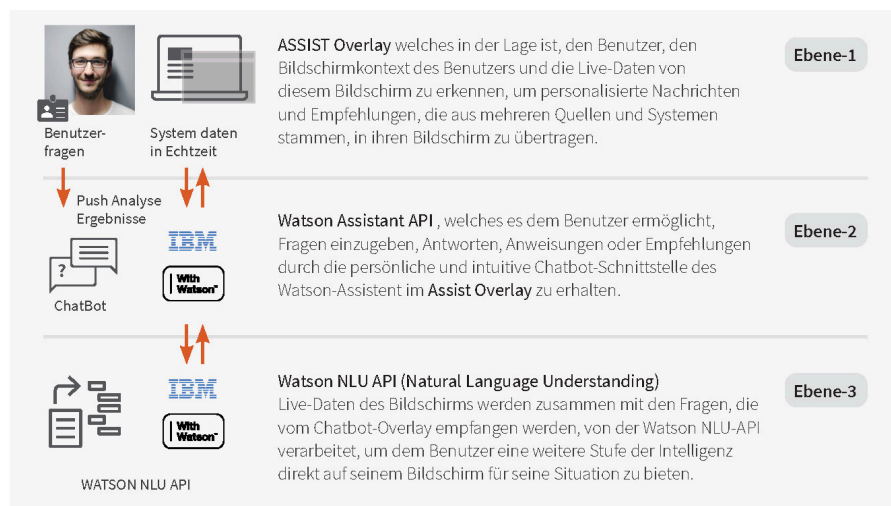 ASSIST Overlay welches in der Lage ist, den Benutzer, den
Bildschirmkontext des Benutzers und die Live-Daten von
diesem Bildschirm zu erkennen, um personalisierte Nachrichten
und Empfehlungen, die aus mehreren Quellen und Systemen
stammen, in ihren Bildschirm zu übertragen.
Ebene-1
Benutzer-
fragen
System daten
in Echtzeit
Push Analyse
Ergebnisse
IBM
With
Watson™
?
ChatBot
Watson Assistant API , welches es dem Benutzer ermöglicht,
Fragen einzugeben, Antworten, Anweisungen oder Empfehlungen
durch die persönliche und intuitive Chatbot-Schnittstelle des
Watson-Assistent im Assist Overlay zu erhalten.
Ebene-2
IBM
With
Watson™
WATSON NLU API
Watson NLU API (Natural Language Understanding)
Live-Daten des Bildschirms werden zusammen mit den Fragen, die
vom Chatbot-Overlay empfangen werden, von der Watson NLU-API
verarbeitet, um dem Benutzer eine weitere Stufe der Intelligenz
direkt auf seinem Bildschirm für seine Situation zu bieten.
Ebene-3